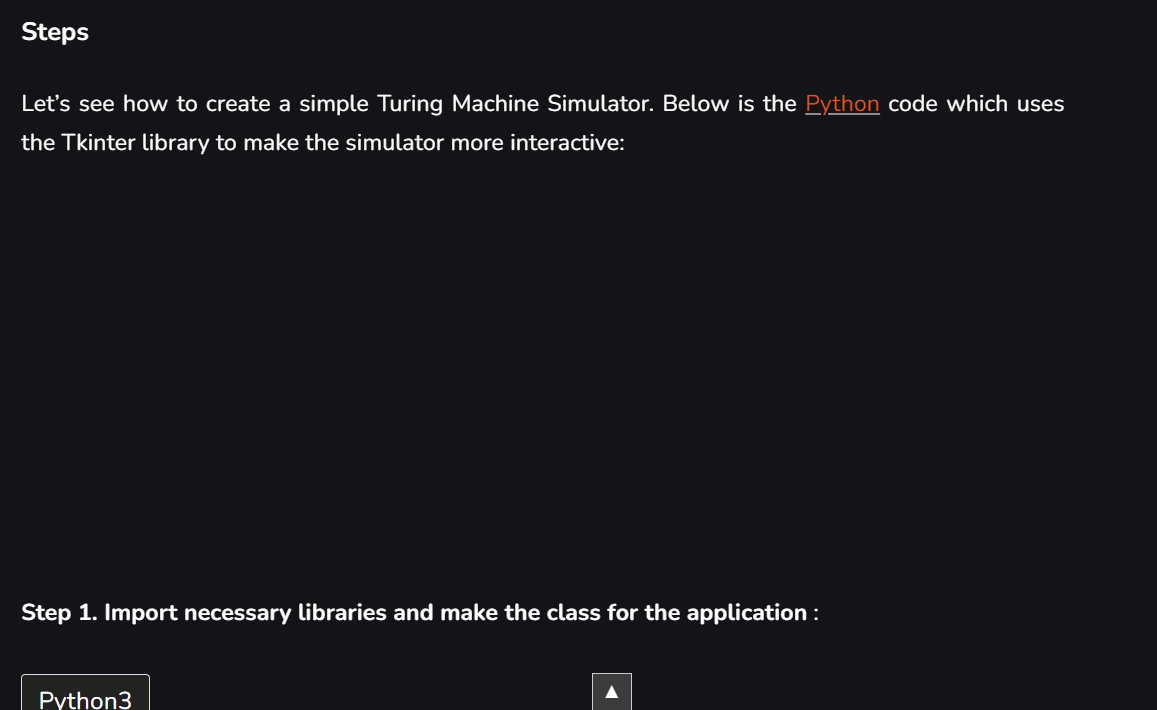 Steps
Let’s see how to create a simple Turing Machine Simulator. Below is the Python code which uses
the Tkinter library to make the simulator more interactive:
Step 1. Import necessary libraries and make the class for the application :
Python3